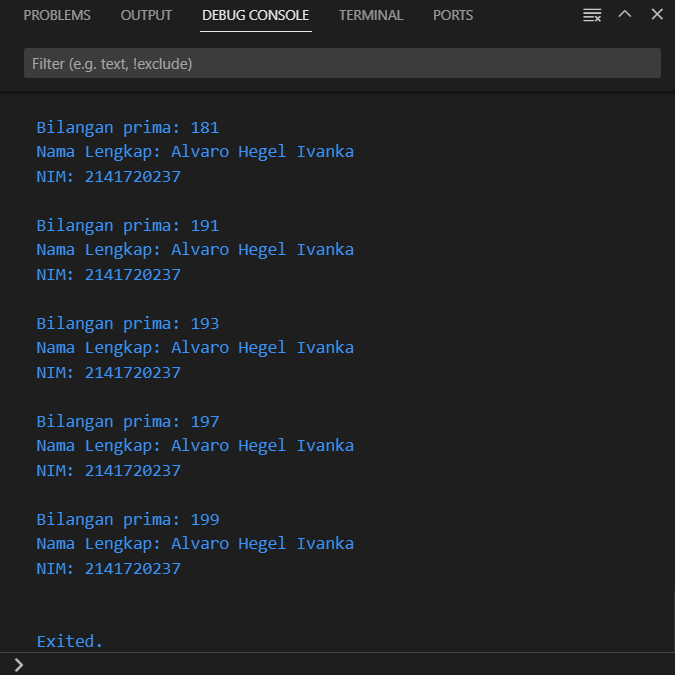 PROBLEMS OUTPUT DEBUG CONSOLE TERMINAL PORTS
Filter (e.g. text, !exclude)
Bilangan prima: 181
Nama Lengkap: Alvaro Hegel Ivanka
NIM: 2141720237
Bilangan prima: 191
Nama Lengkap: Alvaro Hegel Ivanka
NIM: 2141720237
Bilangan prima: 193
Nama Lengkap: Alvaro Hegel Ivanka
NIM: 2141720237
Bilangan prima: 197
Nama Lengkap: Alvaro Hegel Ivanka
NIM: 2141720237
Bilangan prima: 199
Nama Lengkap: Alvaro Hegel Ivanka
NIM: 2141720237
Exited.